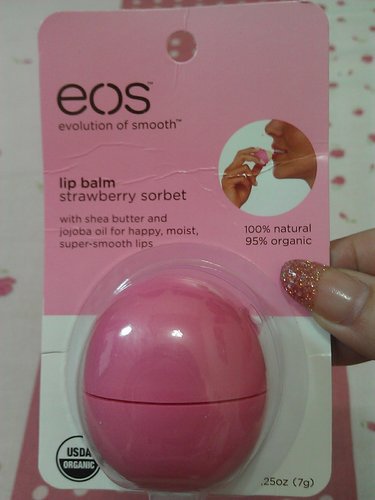 eos™
evolution of smooth™
lip balm
strawberry sorbet
with shea butter and
jojoba oil for happy, moist,
super-smooth lips
100% natural
95% organic
USDA
ORGANIC
.25oz (7g)